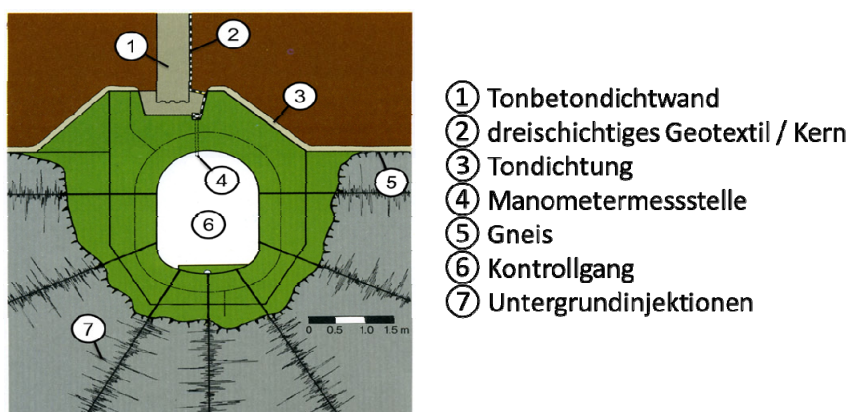 1
2
3
4
5
6
7
0 0.5 1.0 1.5 m
① Tonbetondichtwand
② dreischichtiges Geotextil / Kern
③ Tondichtung
④ Manometermessstelle
⑤ Gneis
⑥ Kontrollgang
⑦ Untergrundinjektionen